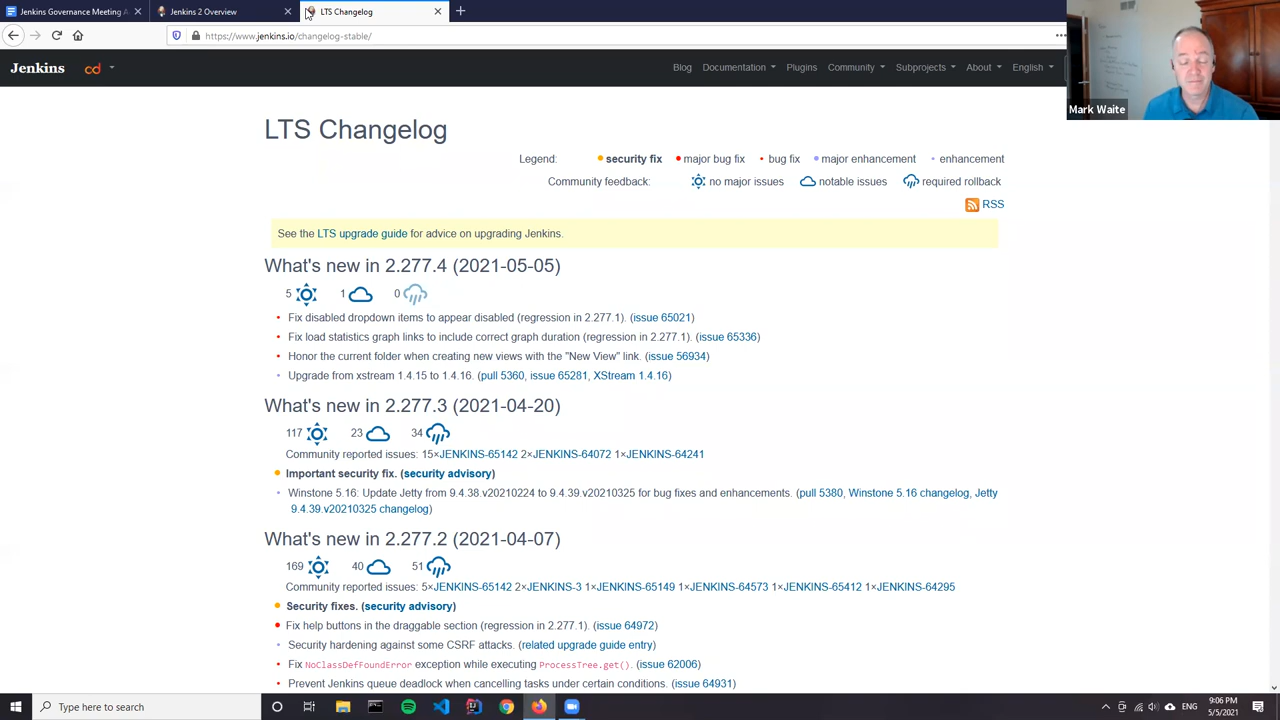 Jenkins Governance Meeting A
Jenkins 2 Overview
LTS Changelog
https://www.jenkins.io/changelog-stable/
Jenkins
cd
Blog Documentation Plugins Community Subprojects About English
Mark Waite
LTS Changelog
Legend: security fix major bug fix bug fix major enhancement enhancement
Community feedback: no major issues notable issues required rollback
RSS
See the LTS upgrade guide for advice on upgrading Jenkins.
What's new in 2.277.4 (2021-05-05)
5 1 0
Fix disabled dropdown items to appear disabled (regression in 2.277.1). (issue 65021)
Fix load statistics graph links to include correct graph duration (regression in 2.277.1). (issue 65336)
Honor the current folder when creating new views with the "New View" link. (issue 56934)
Upgrade from xstream 1.4.15 to 1.4.16. (pull 5360, issue 65281, XStream 1.4.16)
What's new in 2.277.3 (2021-04-20)
117 23 34
Community reported issues: 15×JENKINS-65142 2×JENKINS-64072 1×JENKINS-64241
Important security fix. (security advisory)
Winstone 5.16: Update Jetty from 9.4.38.v20210224 to 9.4.39.v20210325 for bug fixes and enhancements. (pull 5380, Winstone 5.16 changelog, Jetty
9.4.39.v20210325 changelog)
What's new in 2.277.2 (2021-04-07)
169 40 51
Community reported issues: 5×JENKINS-65142 2×JENKINS-3 1×JENKINS-65149 1×JENKINS-64573 1×JENKINS-65412 1×JENKINS-64295
Security fixes. (security advisory)
Fix help buttons in the draggable section (regression in 2.277.1). (issue 64972)
Security hardening against some CSRF attacks. (related upgrade guide entry)
Fix NoClassDefFoundError exception while executing ProcessTree.get(). (issue 62006)
Prevent Jenkins queue deadlock when cancelling tasks under certain conditions. (issue 64931)
Type here to search
9:06 PM
5/5/2021